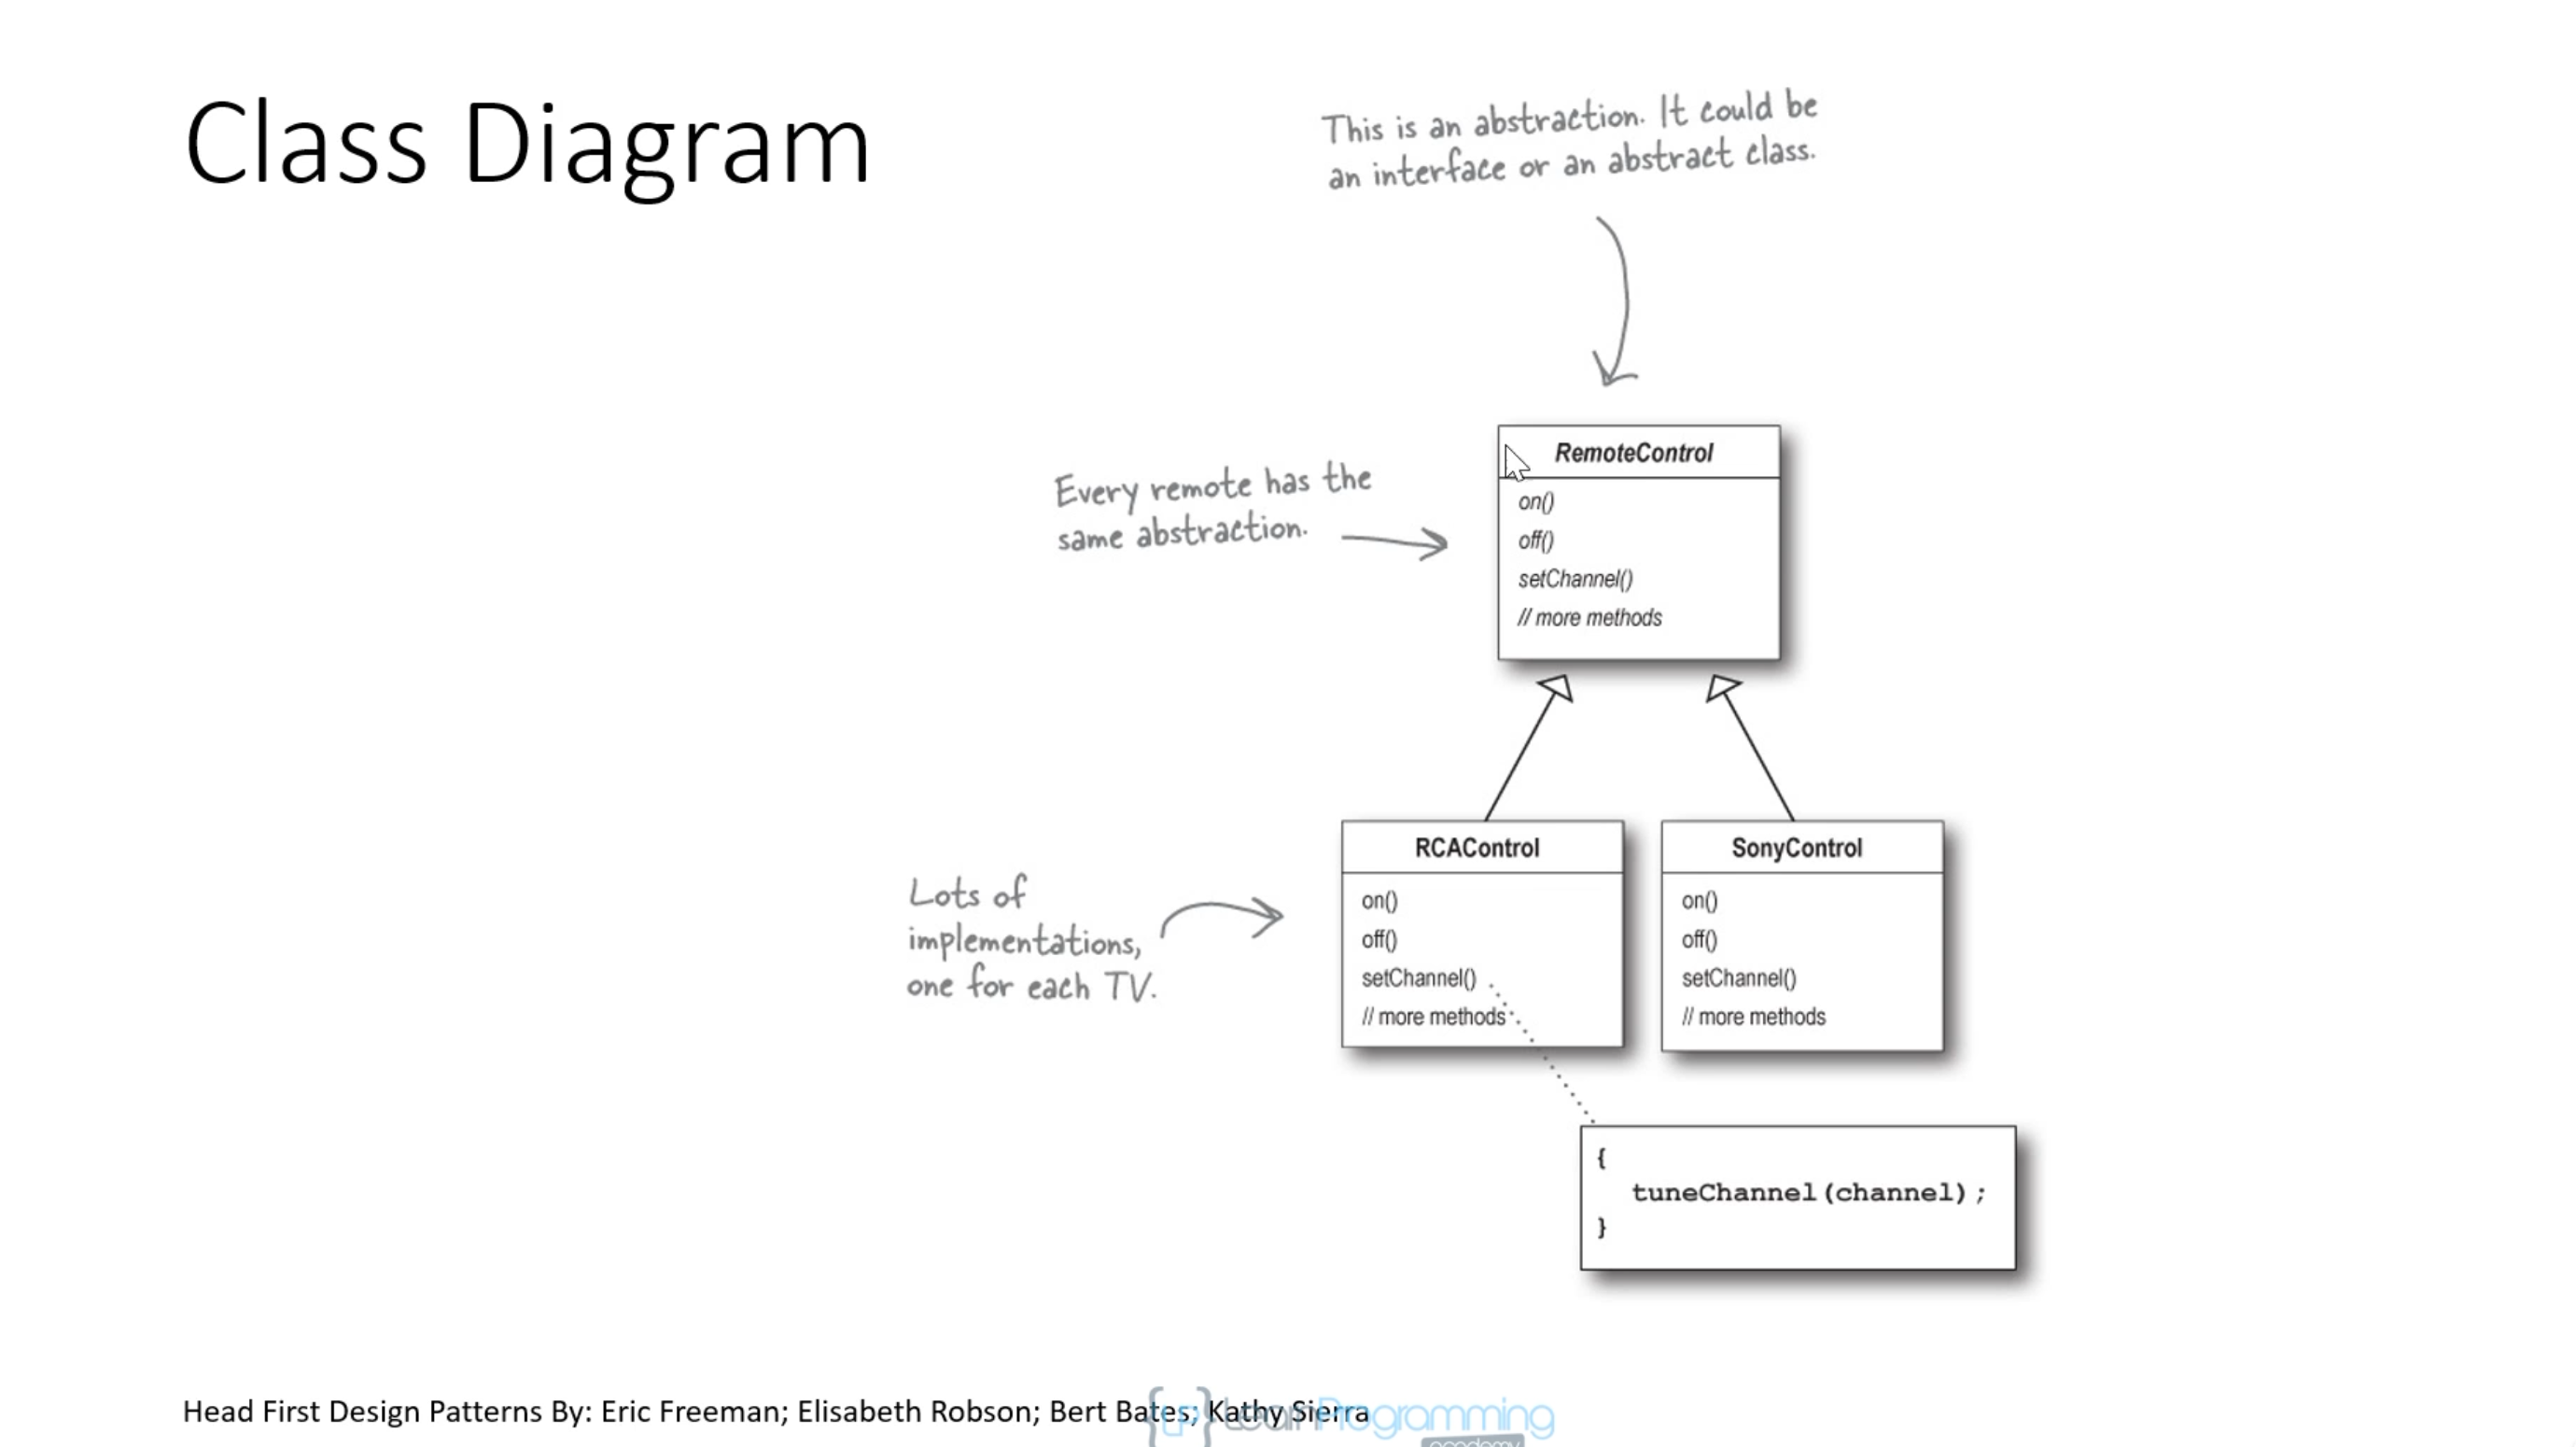 Class Diagram
This is an abstraction. It could be
an interface or an abstract class.
RemoteControl
on()
off()
setChannel()
// more methods
Every remote has the
same abstraction.
RCAControl
on()
off()
setChannel()
// more methods
SonyControl
on()
off()
setChannel()
// more methods
Lots of
implementations,
one for each TV.
{
tuneChannel(channel);
}
Head First Design Patterns By: Eric Freeman; Elisabeth Robson; Bert Bates; Kathy Sierra
{LP} LearnProgramming
academy